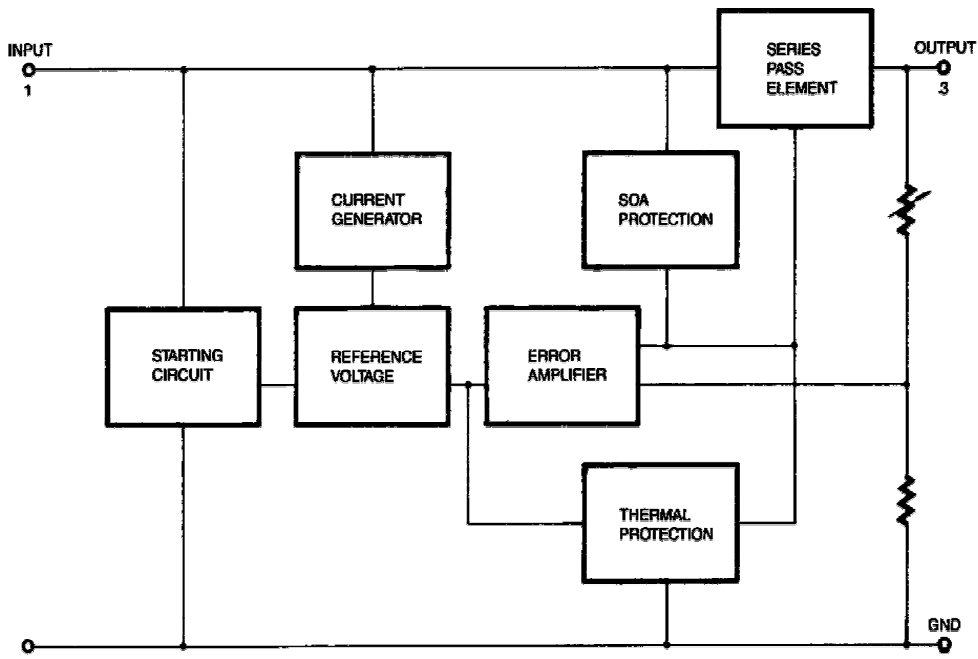 INPUT
1
SERIES
PASS
ELEMENT
OUTPUT
3
CURRENT
GENERATOR
SOA
PROTECTION
STARTING
CIRCUIT
REFERENCE
VOLTAGE
ERROR
AMPLIFIER
THERMAL
PROTECTION
GND